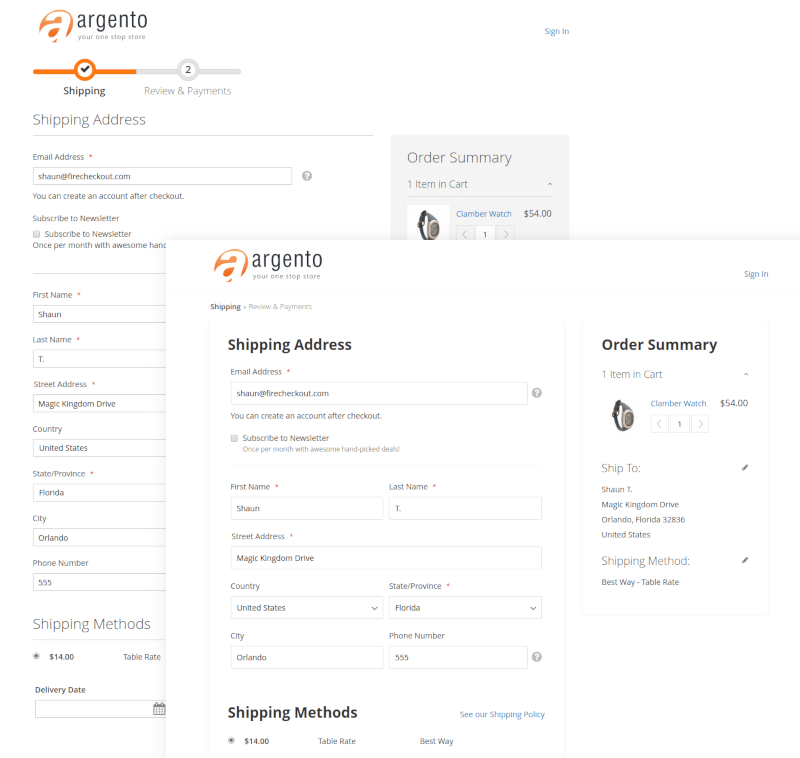 argento
your one stop store
Sign In
2
Shipping
Review & Payments
Shipping Address
Email Address *
shaun@firecheckout.com
?
You can create an account after checkout.
Subscribe to Newsletter
Subscribe to Newsletter
Once per month with awesome hand
First Name *
Shaun
Last Name *
T.
Street Address *
Magic Kingdom Drive
Country
United States
State/Province *
Florida
City
Orlando
Phone Number
555
Shipping Methods
$14.00 Table Rate
Delivery Date
Order Summary
1 Item in Cart
Clamber Watch $54.00
1
argento
your one stop store
Sign In
Shipping » Review & Payments
Shipping Address
Email Address *
shaun@firecheckout.com
?
You can create an account after checkout.
Subscribe to Newsletter
Once per month with awesome hand-picked deals!
First Name * Last Name *
Shaun T.
Street Address *
Magic Kingdom Drive
Country State/Province *
United States Florida
City Phone Number
Orlando 555 ?
Shipping Methods See our Shipping Policy
$14.00 Table Rate Best Way
Order Summary
1 Item in Cart
Clamber Watch $54.00
1
Ship To:
Shaun T.
Magic Kingdom Drive
Orlando, Florida 32836
United States
Shipping Method:
Best Way - Table Rate